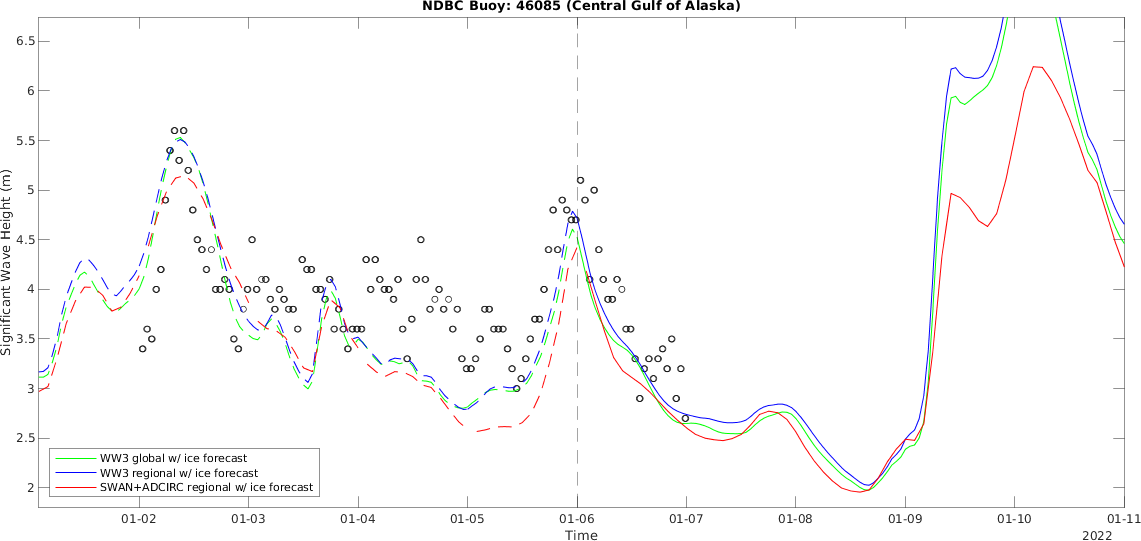 NDBC Buoy: 46085 (Central Gulf of Alaska)
Significant Wave Height (m)
6.5
6
5.5
5
4.5
4
3.5
3
2.5
2
WW3 global w/ ice forecast
WW3 regional w/ ice forecast
SWAN+ADCIRC regional w/ ice forecast
01-02 01-03 01-04 01-05 01-06 01-07 01-08 01-09 01-10 01-11
Time
2022